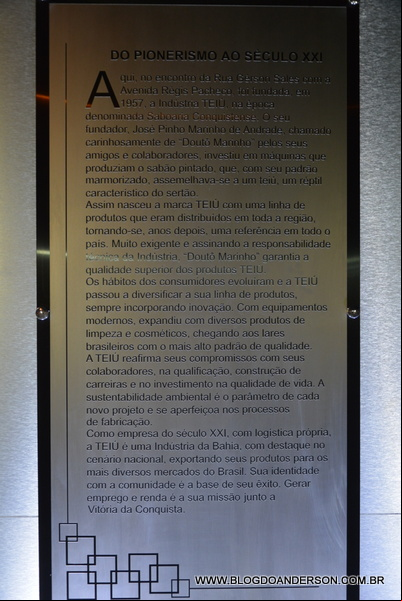 DO PIONERISMO AO SÉCULO XXI
Aqui, no encontro da Rua Gerson Sales com a
Avenida Régis Pacheco, foi fundada, em
1957, a Indústria TEIÚ, na época
denominada Saboaria Conquistense. O seu
fundador, José Pinho Marinho de Andrade, chamado
carinhosamente de "Doutô Marinho" pelos seus
amigos e colaboradores, investiu em máquinas que
produziam o sabão pintado, que, com seu padrão
marmorizado, assemelhava-se a um teiú, um réptil
característico do sertão.
Assim nasceu a marca TEIÚ com uma linha de
produtos que eram distribuídos em toda a região,
tornando-se, anos depois, uma referência em todo o
país. Muito exigente e assinando a responsabilidade
técnica da Indústria, "Doutô Marinho" garantia a
qualidade superior dos produtos TEIÚ.
Os hábitos dos consumidores evoluíram e a TEIÚ
passou a diversificar a sua linha de produtos,
sempre incorporando inovação. Com equipamentos
modernos, expandiu com diversos produtos de
limpeza e cosméticos, chegando aos lares
brasileiros com o mais alto padrão de qualidade.
A TEIÚ reafirma seus compromissos com seus
colaboradores, na qualificação, construção de
carreiras e no investimento na qualidade de vida. A
sustentabilidade ambiental é o parâmetro de cada
novo projeto e se aperfeiçoa nos processos
de fabricação.
Como empresa do século XXI, com logística própria,
a TEIÚ é uma Indústria da Bahia, com destaque no
cenário nacional, exportando seus produtos para os
mais diversos mercados do Brasil. Sua identidade
com a comunidade é a base de seu êxito. Gerar
emprego e renda é a sua missão junto a
Vitória da Conquista.
WWW.BLOGDOANDERSON.COM.BR